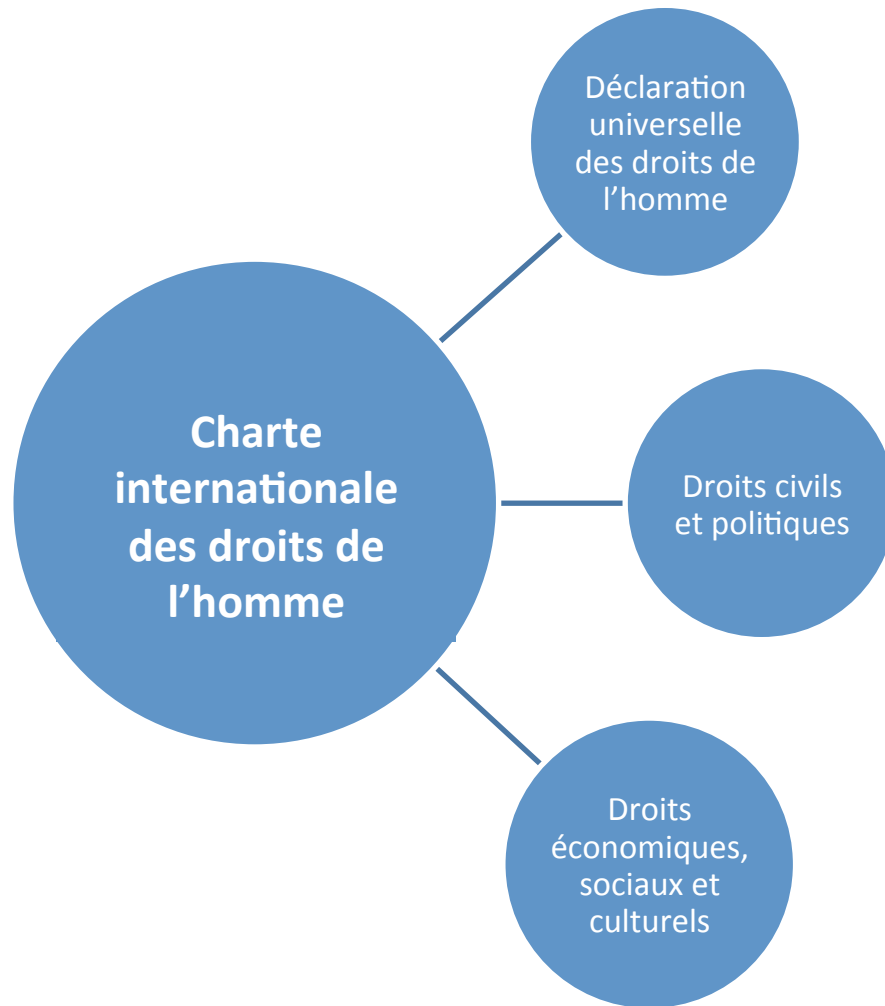 Déclaration
universelle
des droits de
l’homme
Charte
internationale
des droits de
l’homme
Droits civils
et politiques
Droits
économiques,
sociaux et
culturels